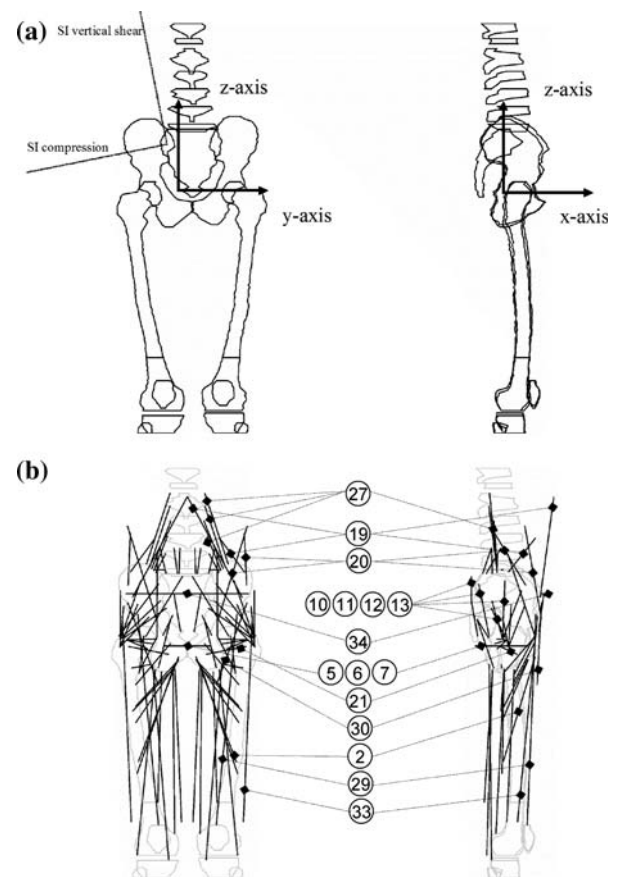 (a)
SI vertical shear
z-axis
z-axis
SI compression
y-axis
x-axis
(b)
27
19
20
10 11 12 13
34
5 6 7
21
30
2
29
33